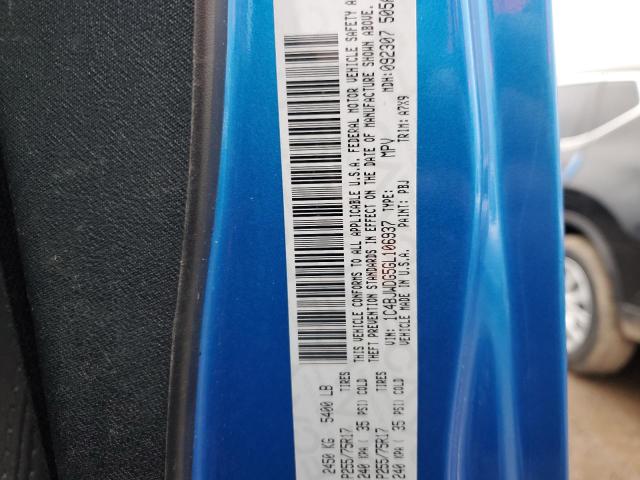 2450 KG 5400 LB
P255/75R17 TIRES
240 KPA ( 35 PSI) COLD
P255/75R17 TIRES
240 KPA ( 35 PSI) COLD
THIS VEHICLE CONFORMS TO ALL APPLICABLE U.S.A. FEDERAL MOTOR VEHICLE SAFETY
THEFT PREVENTION STANDARDS IN EFFECT ON THE DATE OF MANUFACTURE SHOWN ABOVE.
VIN: 1C4BJWDG5GL106937 TYPE: MPV MDH:092307
VEHICLE MADE IN U.S.A. PAINT: PBJ TRIM: A7X9